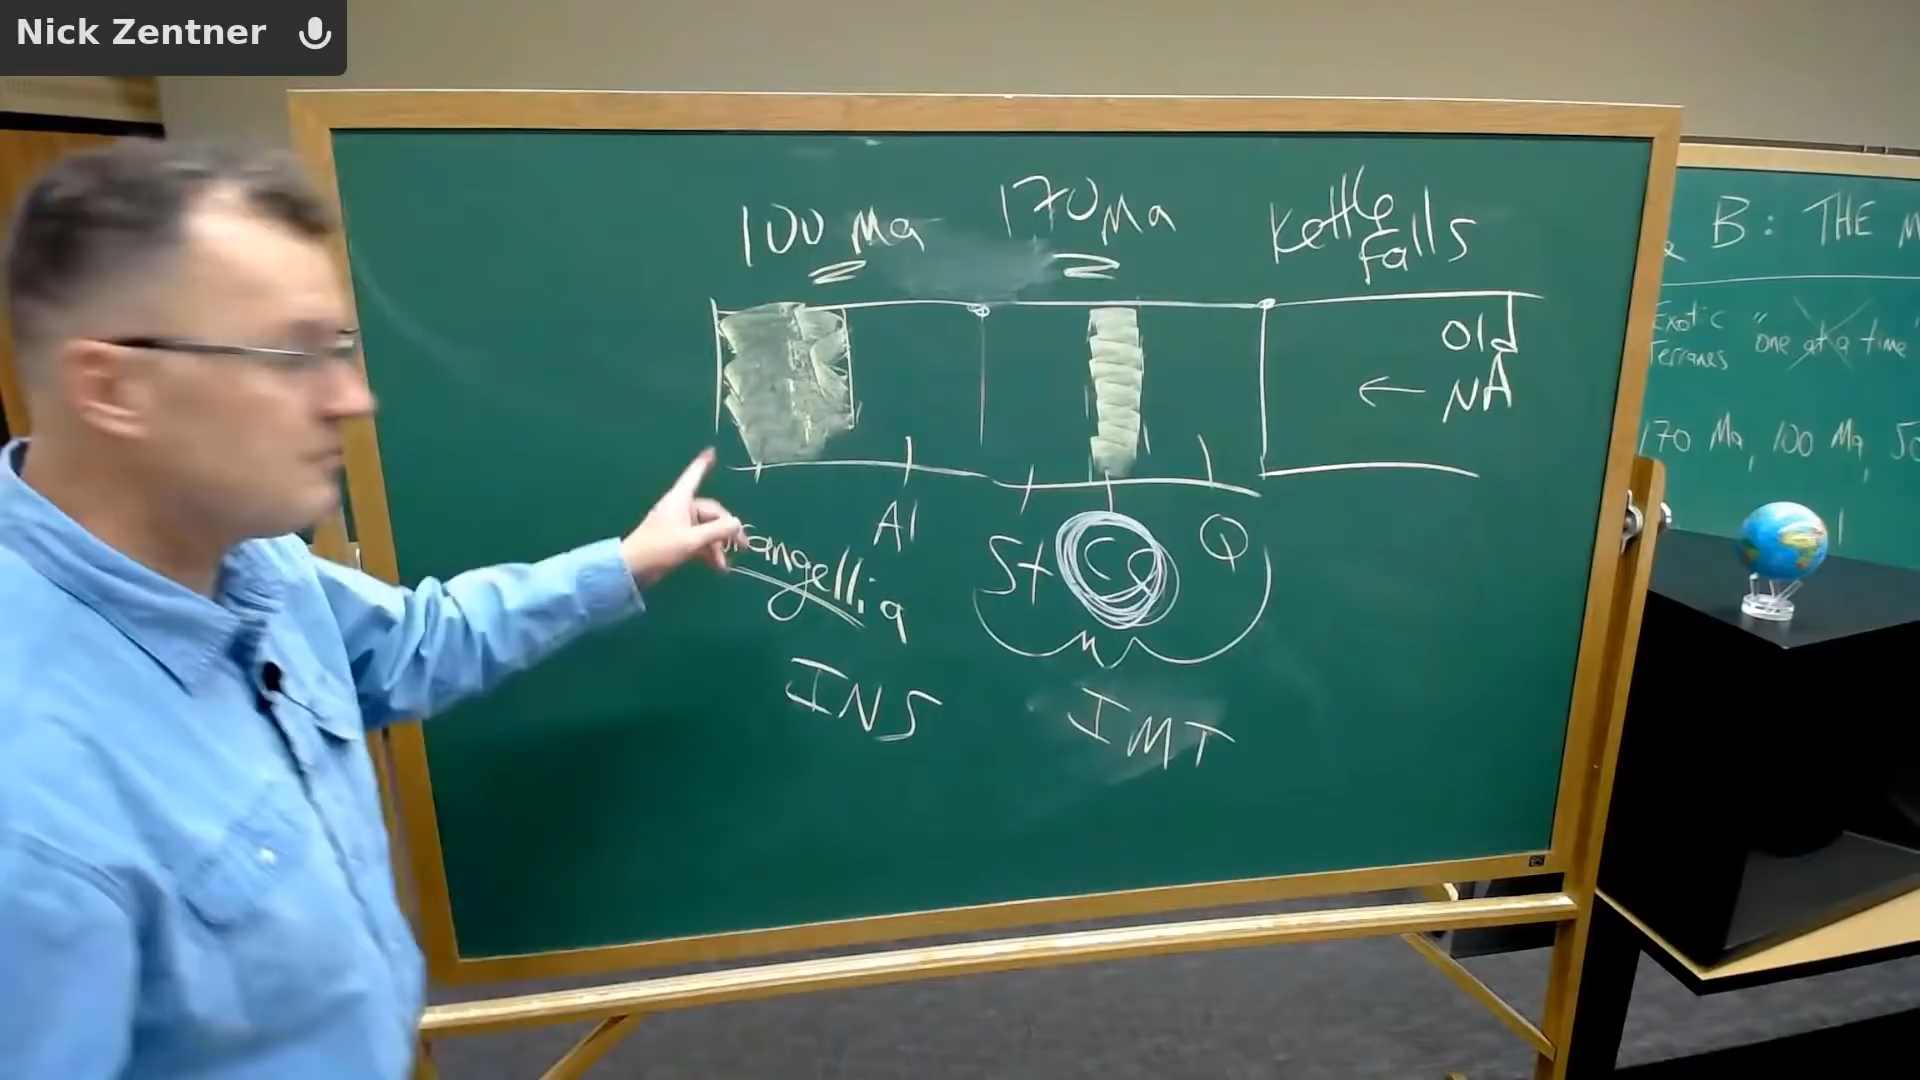 Nick Zentner
100 Ma
170 Ma
Kettle
Falls
Old
← NA
Al
St
Ca
Q
INS
IMT
B: THE
Exotic "one at a time"
Terranes
170 Ma, 100 Ma,